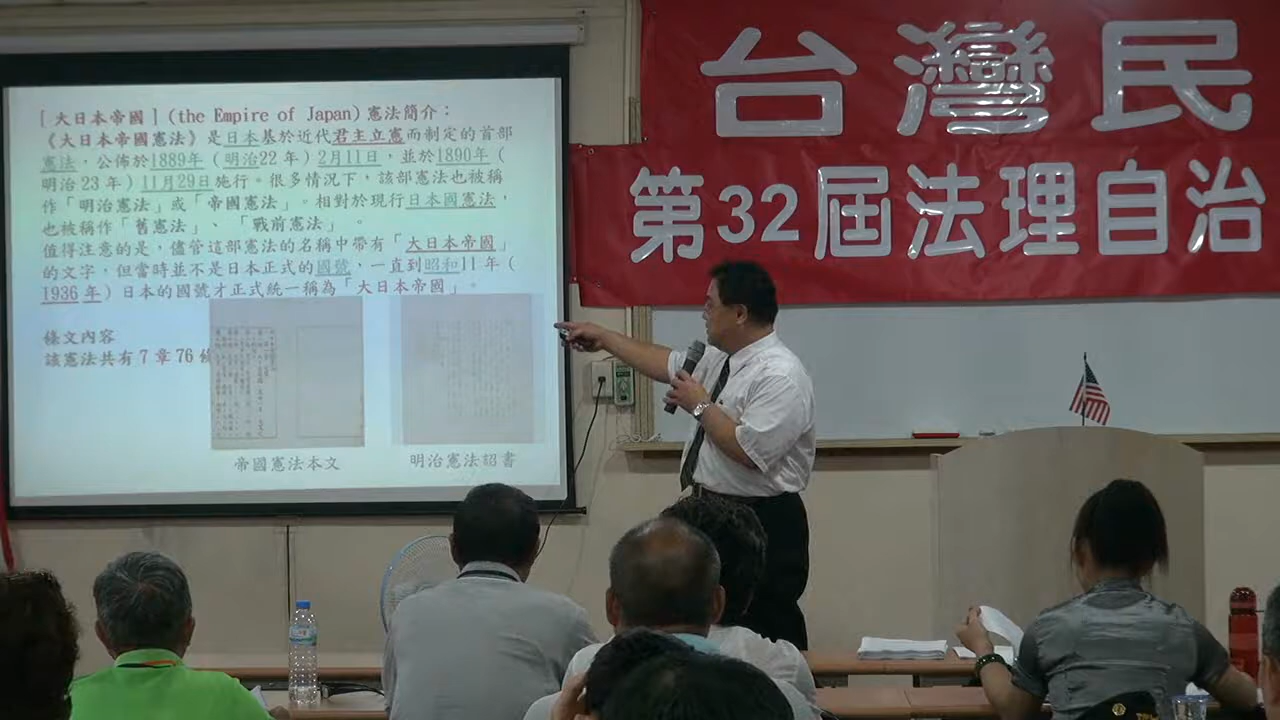 [大日本帝國] (the Empire of Japan)憲法簡介：
《大日本帝國憲法》是日本基於近代君主立憲而制定的首部
憲法，公佈於1889年（明治22年）2月11日，並於1890年（
明治23年）11月29日施行。很多情況下，該部憲法也被稱
作「明治憲法」或「帝國憲法」。相對於現行日本國憲法，
也被稱作「舊憲法」、「戰前憲法」
值得注意的是，儘管這部憲法的名稱中帶有「大日本帝國」
的文字，但當時並不是日本正式的國號，一直到昭和11年（
1936年）日本的國號才正式統一稱為「大日本帝國」。
條文內容
該憲法共有7章76條
帝國憲法本文
明治憲法詔書
台灣民
第32屆法理自治